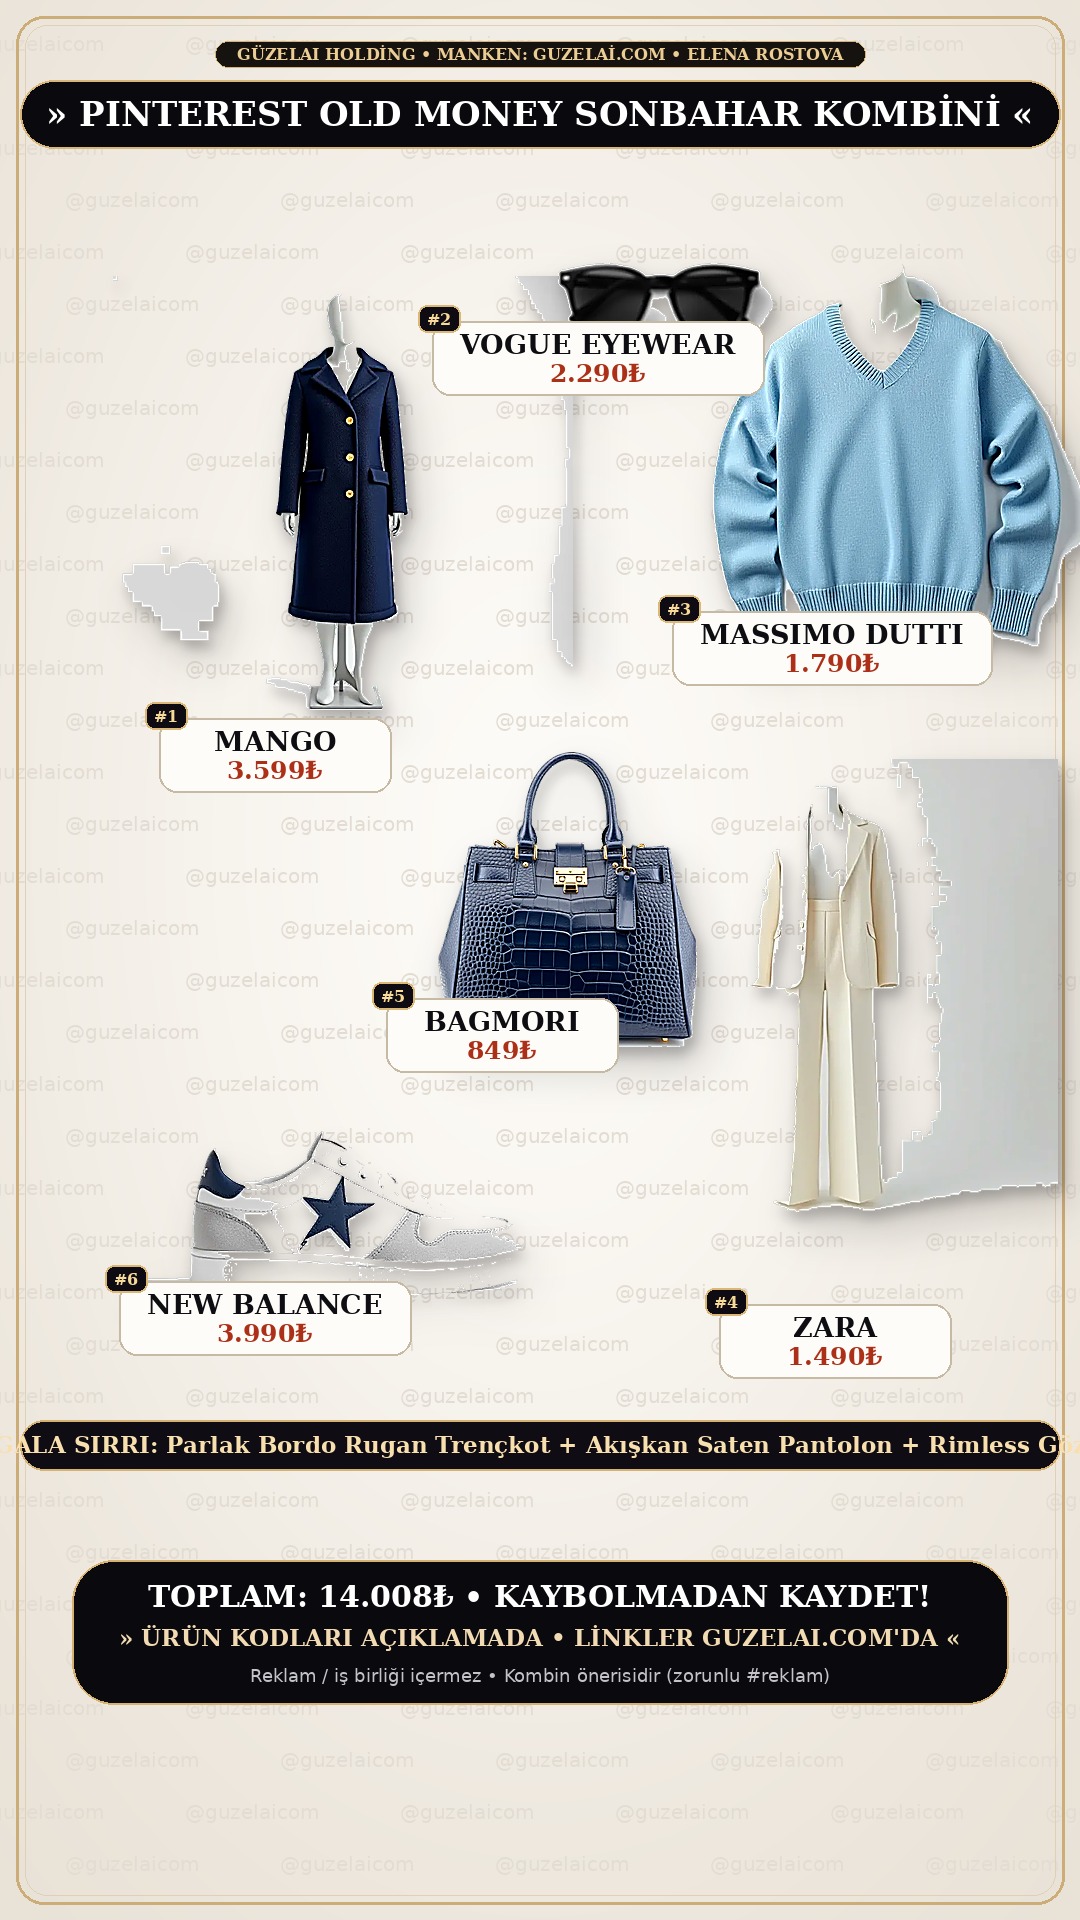 GÜZELAI HOLDİNG • MANKEN: GUZELAİ.COM • ELENA ROSTOVA
» PINTEREST OLD MONEY SONBAHAR KOMBİNİ «
#2
VOGUE EYEWEAR
2.290₺
#3
MASSIMO DUTTI
1.790₺
#1
MANGO
3.599₺
#5
BAGMORI
849₺
#6
NEW BALANCE
3.990₺
#4
ZARA
1.490₺
GALA SIRRI: Parlak Bordo Rugan Trençkot + Akışkan Saten Pantolon + Rimless
TOPLAM: 14.008₺ • KAYBOLMADAN KAYDET!
» ÜRÜN KODLARI AÇIKLAMADA • LİNKLER GUZELAI.COM'DA «
Reklam / iş birliği içermez • Kombin önerisidir (zorunlu #reklam)
@guzelaicom